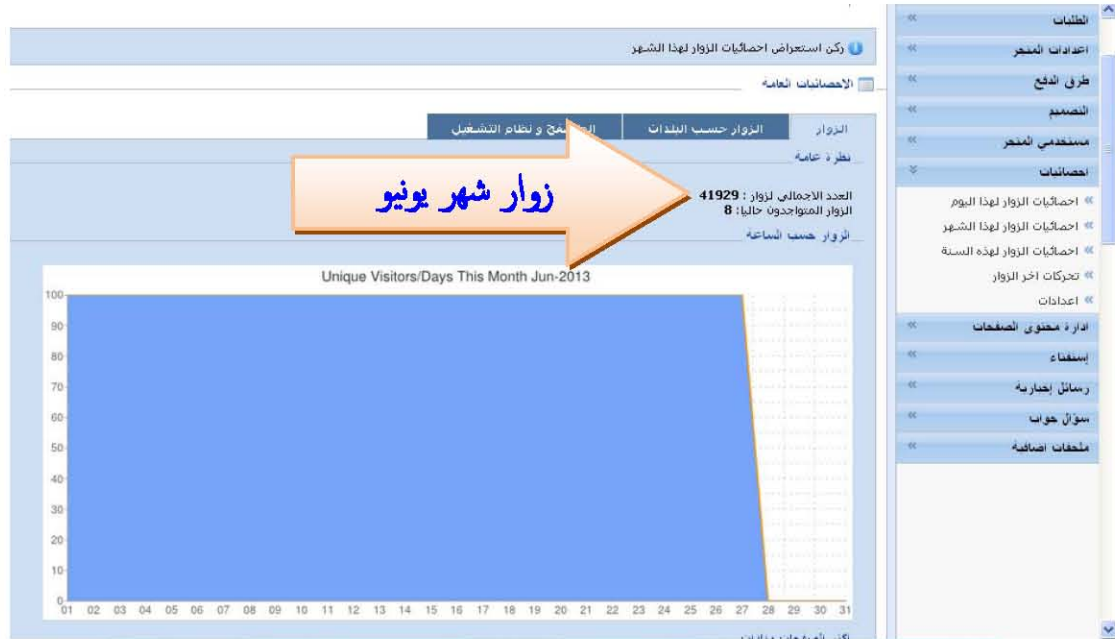 الطلبات
اعدادات المتجر
طرق الدفع
التصميم
مستخدمي المتجر
احصائيات
احصائيات الزوار لهذا اليوم
احصائيات الزوار لهذا الشهر
احصائيات الزوار لهذه السنة
تحركات اخر الزوار
اعدادات
ادارة محتوى الصفحات
إستفتاء
رسائل إخبارية
سؤال جواب
ملحقات اضافية
ركن استعراض احصائيات الزوار لهذا الشهر
الاحصائيات العامة
الزوار
الزوار حسب البلدات
و نظام التشغيل
نظرة عامة
زوار شهر يونيو
العدد الاجمالي لزوار : 41929
الزوار المتواجدون حاليا: 8
الزوار حسب الساعة
Unique Visitors/Days This Month Jun-2013
100
90
80
70
60
50
40
30
20
10
0
01 02 03 04 05 06 07 08 09 10 11 12 13 14 15 16 17 18 19 20 21 22 23 24 25 26 27 28 29 30 31